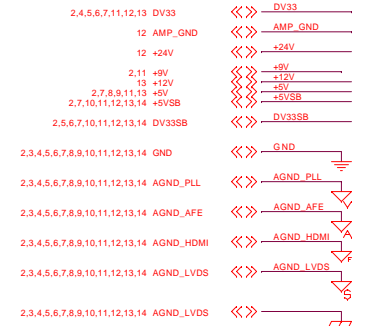 2,4,5,6,7,11,12,13 DV33 DV33
12 AMP_GND AMP_GND
12 +24V +24V
2,11 +9V +9V
13 +12V +12V
2,7,8,9,11,13 +5V +5V
2,7,10,11,12,13,14 +5VSB +5VSB
2,5,6,7,10,11,12,13,14 DV33SB DV33SB
2,3,4,5,6,7,8,9,10,11,12,13,14 GND GND
2,3,4,5,6,7,8,9,10,11,12,13,14 AGND_PLL AGND_PLL
V
2,3,4,5,6,7,8,9,10,11,12,13,14 AGND_AFE AGND_AFE
A
2,3,4,5,6,7,8,9,10,11,12,13,14 AGND_HDMI AGND_HDMI
2,3,4,5,6,7,8,9,10,11,12,13,14 AGND_LVDS AGND_LVDS
S
2,3,4,5,6,7,8,9,10,11,12,13,14 AGND_LVDS